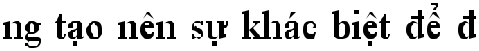 ng tạo nên sự khác biệt để đ